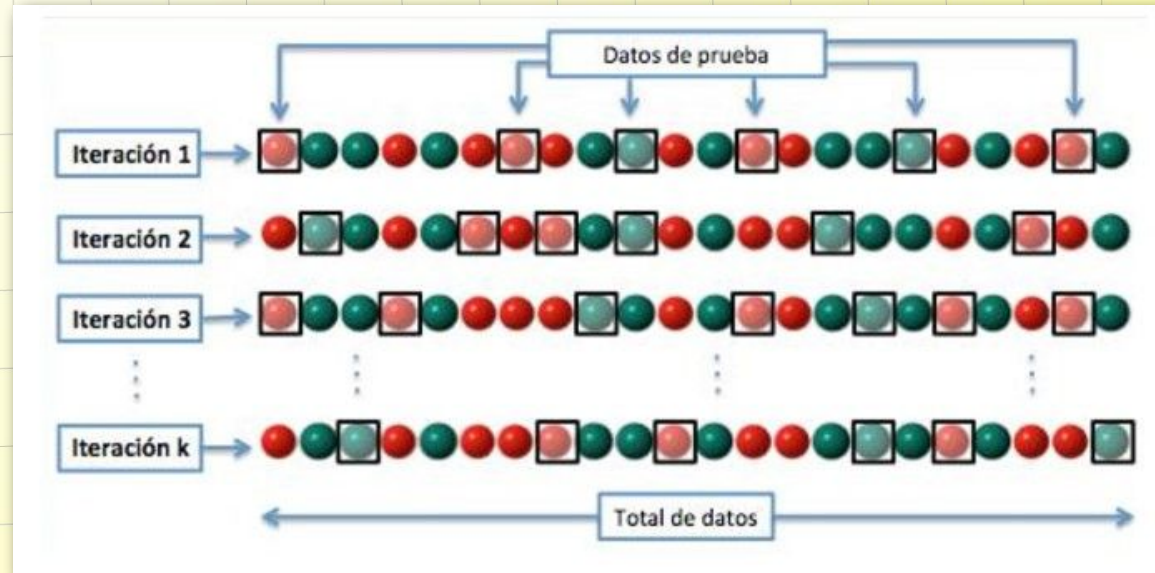 Datos de prueba
Iteración 1
Iteración 2
Iteración 3
Iteración k
Total de datos